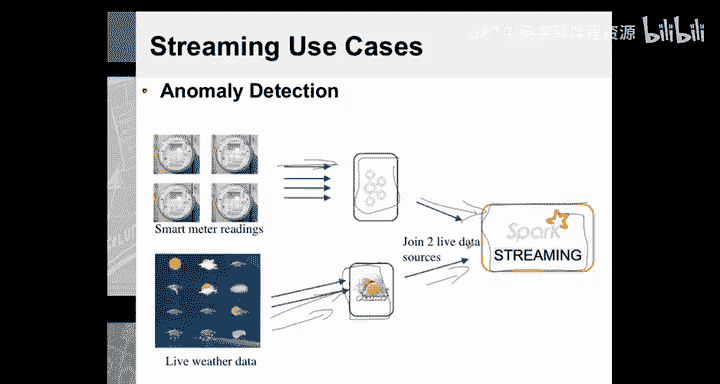 Streaming Use Cases
bilibili
Anomaly Detection
Smart meter readings
Join 2 live data
sources
Spark
STREAMING
Live weather data